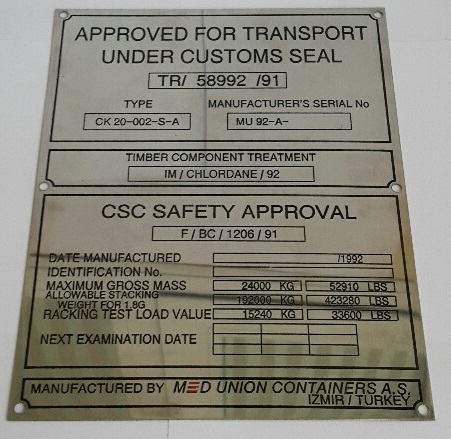 APPROVED FOR TRANSPORT
UNDER CUSTOMS SEAL
TR/ 58992 /91
TYPE MANUFACTURER'S SERIAL No
CK 20-002-S-A MU 92-A-
TIMBER COMPONENT TREATMENT
IM / CHLORDANE / 92
CSC SAFETY APPROVAL
F / BC / 1206 / 91
DATE MANUFACTURED /1992
IDENTIFICATION No.
MAXIMUM GROSS MASS 24000 KG 52910 LBS
ALLOWABLE STACKING
WEIGHT FOR 1.8G 192000 KG 423280 LBS
RACKING TEST LOAD VALUE 15240 KG 33600 LBS
NEXT EXAMINATION DATE
MANUFACTURED BY MED UNION CONTAINERS A.S.
IZMIR / TURKEY